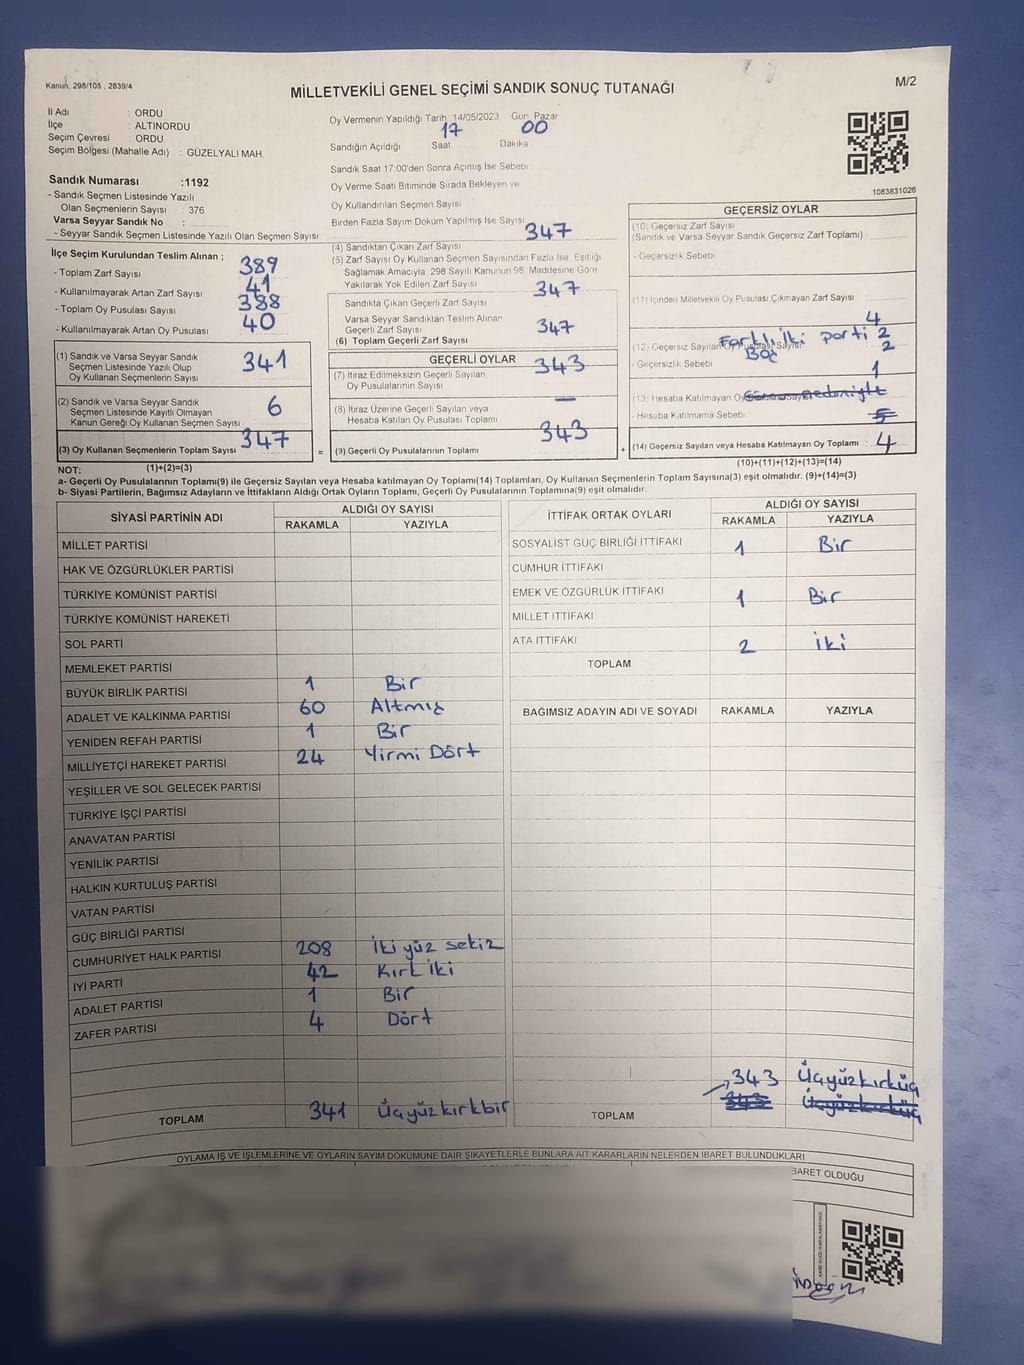 Kanun, 298/105 , 2839/4
MİLLETVEKİLİ GENEL SEÇİMİ SANDIK SONUÇ TUTANAĞI
M/2
İl Adı : ORDU
İlçe : ALTINORDU
Seçim Çevresi : ORDU
Seçim Bölgesi (Mahalle Adı) : GÜZELYALI MAH.
Sandık Numarası :1192
- Sandık Seçmen Listesinde Yazılı
Olan Seçmenlerin Sayısı : 376
Varsa Seyyar Sandık No :
- Seyyar Sandık Seçmen Listesinde Yazılı Olan Seçmen Sayısı:
Oy Vermenin Yapıldığı Tarih 14/05/2023 Gün Pazar
17 00
Sandığın Açıldığı Saat Dakika
Sandık Saat 17:00'den Sonra Açımış İse Sebebi
Oy Verme Saati Bitiminde Sırada Bekleyen ve
Oy Kullandırılan Seçmen Sayısı
Birden Fazla Sayım Döküm Yapılmış İse Sayısı
1083831026
İlçe Seçim Kurulundan Teslim Alınan ;
- Toplam Zarf Sayısı 389
- Kullanılmayarak Artan Zarf Sayısı 41
- Toplam Oy Pusulası Sayısı 388
- Kullanılmayarak Artan Oy Pusulası 40
(1) Sandık ve Varsa Seyyar Sandık
Seçmen Listesinde Yazılı Olup
Oy Kullanan Seçmenlerin Sayısı 341
(2) Sandık ve Varsa Seyyar Sandık
Seçmen Listesinde Kayıtlı Olmayan
Kanun Gereği Oy Kullanan Seçmen Sayısı 6
(3) Oy Kullanan Seçmenlerin Toplam Sayısı 347
(1)+(2)=(3)
(4) Sandıktan Çıkan Zarf Sayısı 347
(5) Zarf Sayısı Oy Kullanan Seçmen Sayısından Fazla İse, Eşitliği
Sağlamak Amacıyla, 298 Sayılı Kanunun 98. Maddesine Göre
Yakılarak Yok Edilen Zarf Sayısı
Sandıkta Çıkan Geçerli Zarf Sayısı 347
Varsa Seyyar Sandıktan Teslim Alınan
Geçerli Zarf Sayısı
(6) Toplam Geçerli Zarf Sayısı 347
GEÇERLİ OYLAR
(7) İtiraz Edilmeksizin Geçerli Sayılan
Oy Pusulalarının Sayısı 343
(8) İtiraz Üzerine Geçerli Sayılan veya
Hesaba Katılan Oy Pusulası Toplamı —
= (9) Geçerli Oy Pusulalarının Toplamı 343
GEÇERSİZ OYLAR
(10) Geçersiz Zarf Sayısı
(Sandık ve Varsa Seyyar Sandık Geçersiz Zarf Toplamı) :
- Geçersizlik Sebebi
(11) İçinden Milletvekili Oy Pusulası Çıkmayan Zarf Sayısı
4
(12) Geçersiz Sayılan Oy Pusulası Sayısı
Farklı İki parti 2
Boş 2
- Geçersizlik Sebebi
1
(13) Hesaba Katılmayan Oy Sayısı nedeniyle
- Hesaba Katılmama Sebebi 5
+ (14) Geçersiz Sayılan veya Hesaba Katılmayan Oy Toplamı : 4
(10)+(11)+(12)+(13)=(14)
NOT:
a- Geçerli Oy Pusulalarının Toplamı(9) ile Geçersiz Sayılan veya Hesaba katılmayan Oy Toplamı(14) Toplamları, Oy Kullanan Seçmenlerin Toplam Sayısına(3) eşit olmalıdır. (9)+(14)=(3)
b- Siyasi Partilerin, Bağımsız Adayların ve İttifakların Aldığı Ortak Oyların Toplamı, Geçerli Oy Pusulalarının Toplamına(9) eşit olmalıdır.
SİYASİ PARTİNİN ADI ALDIĞI OY SAYISI
RAKAMLA YAZIYLA
MİLLET PARTİSİ
HAK VE ÖZGÜRLÜKLER PARTİSİ
TÜRKİYE KOMÜNİST PARTİSİ
TÜRKİYE KOMÜNİST HAREKETİ
SOL PARTİ
MEMLEKET PARTİSİ
BÜYÜK BİRLİK PARTİSİ 1 Bir
ADALET VE KALKINMA PARTİSİ 60 Altmış
YENİDEN REFAH PARTİSİ 1 Bir
MİLLİYETÇİ HAREKET PARTİSİ 24 Yirmi Dört
YEŞİLLER VE SOL GELECEK PARTİSİ
TÜRKİYE İŞÇİ PARTİSİ
ANAVATAN PARTİSİ
YENİLİK PARTİSİ
HALKIN KURTULUŞ PARTİSİ
VATAN PARTİSİ
GÜÇ BİRLİĞİ PARTİSİ
CUMHURİYET HALK PARTİSİ 208 İki yüz sekiz
İYİ PARTİ 42 Kırk İki
ADALET PARTİSİ 1 Bir
ZAFER PARTİSİ 4 Dört
TOPLAM 341 Üçyüzkırkbir
İTTİFAK ORTAK OYLARI ALDIĞI OY SAYISI
RAKAMLA YAZIYLA
SOSYALİST GÜÇ BİRLİĞİ İTTİFAKI 1 Bir
CUMHUR İTTİFAKI
EMEK VE ÖZGÜRLÜK İTTİFAKI 1 Bir
MİLLET İTTİFAKI
ATA İTTİFAKI 2 İki
TOPLAM
BAĞIMSIZ ADAYIN ADI VE SOYADI RAKAMLA YAZIYLA
343 Üçyüzkırküç
TOPLAM 343 Üçyüzkırküç
OYLAMA İŞ VE İŞLEMLERİNE VE OYLARIN SAYIM DÖKÜMÜNE DAİR ŞİKAYETLERLE BUNLARA AİT KARARLARIN NELERDEN İBARET BULUNDUKLARI
BARET OLDUĞU